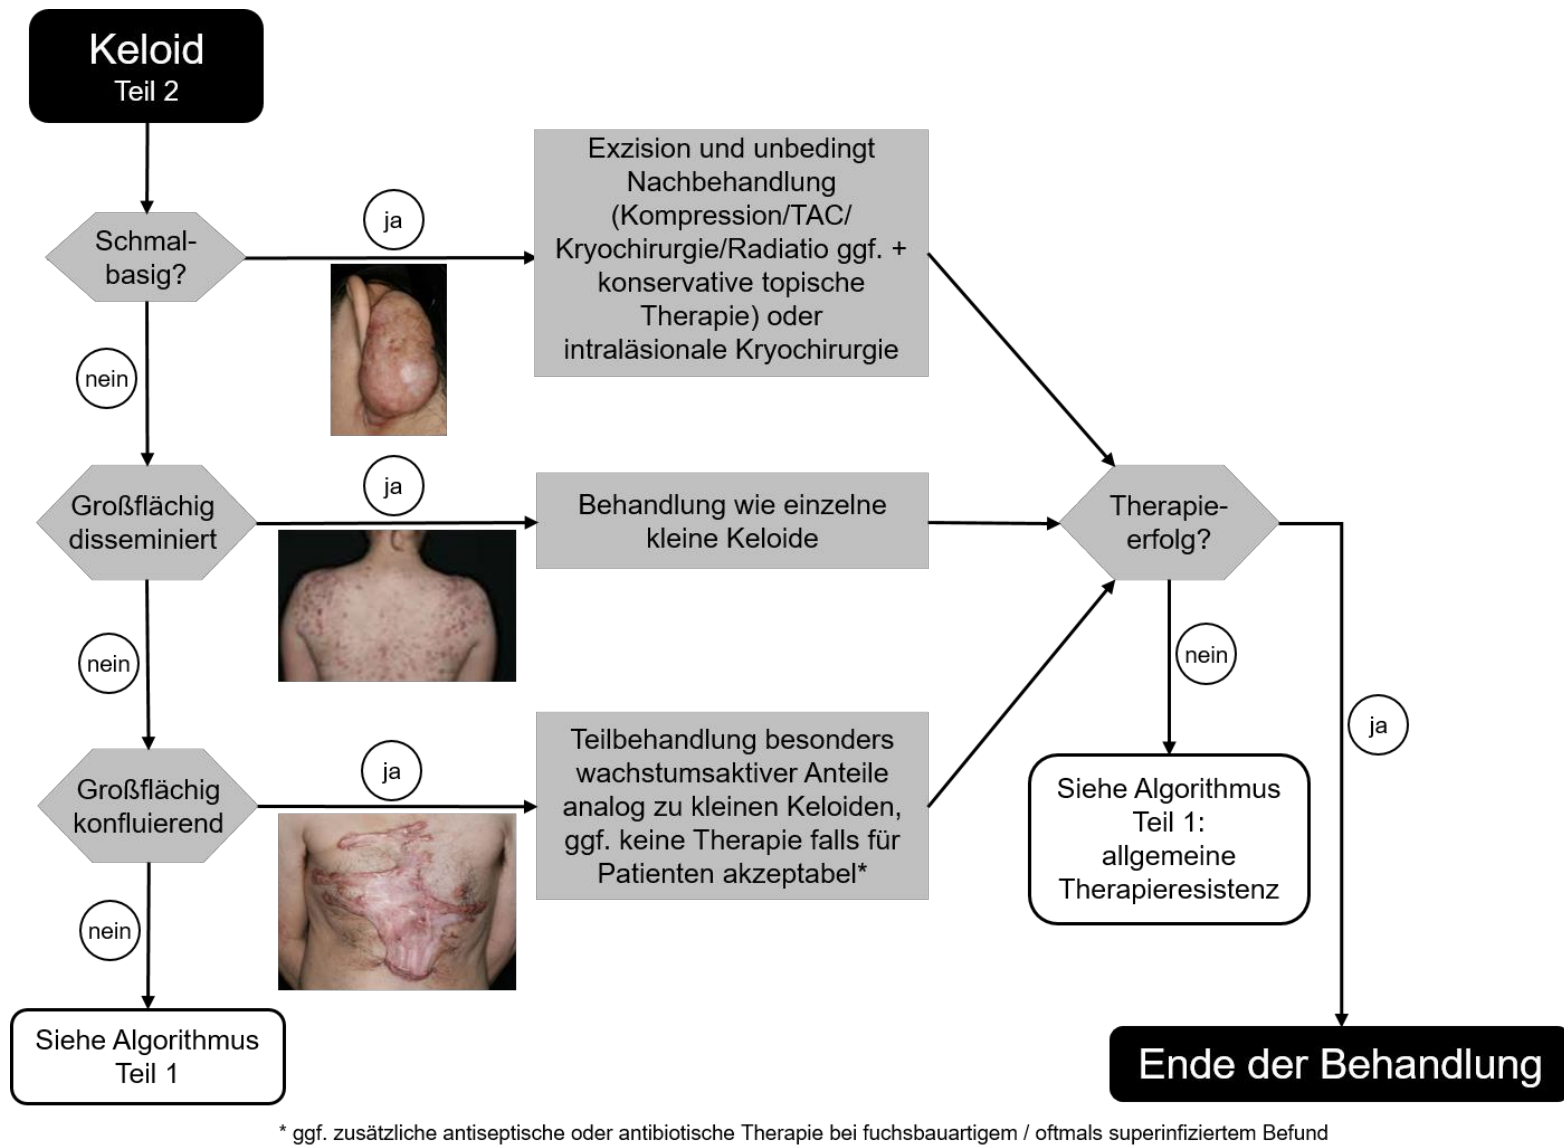 Keloid
Teil 2
Schmal-
basig?
ja
Exzision und unbedingt
Nachbehandlung
(Kompression/TAC/
Kryochirurgie/Radiatio ggf. +
konservative topische
Therapie) oder
intraläsionale Kryochirurgie
nein
Großflächig
disseminiert
ja
Behandlung wie einzelne
kleine Keloide
Therapie-
erfolg?
nein
Großflächig
konfluierend
ja
Teilbehandlung besonders
wachstumsaktiver Anteile
analog zu kleinen Keloiden,
ggf. keine Therapie falls für
Patienten akzeptabel*
nein
ja
Siehe Algorithmus
Teil 1:
allgemeine
Therapieresistenz
nein
Siehe Algorithmus
Teil 1
Ende der Behandlung
* ggf. zusätzliche antiseptische oder antibiotische Therapie bei fuchsbauartigem / oftmals superinfiziertem Befund